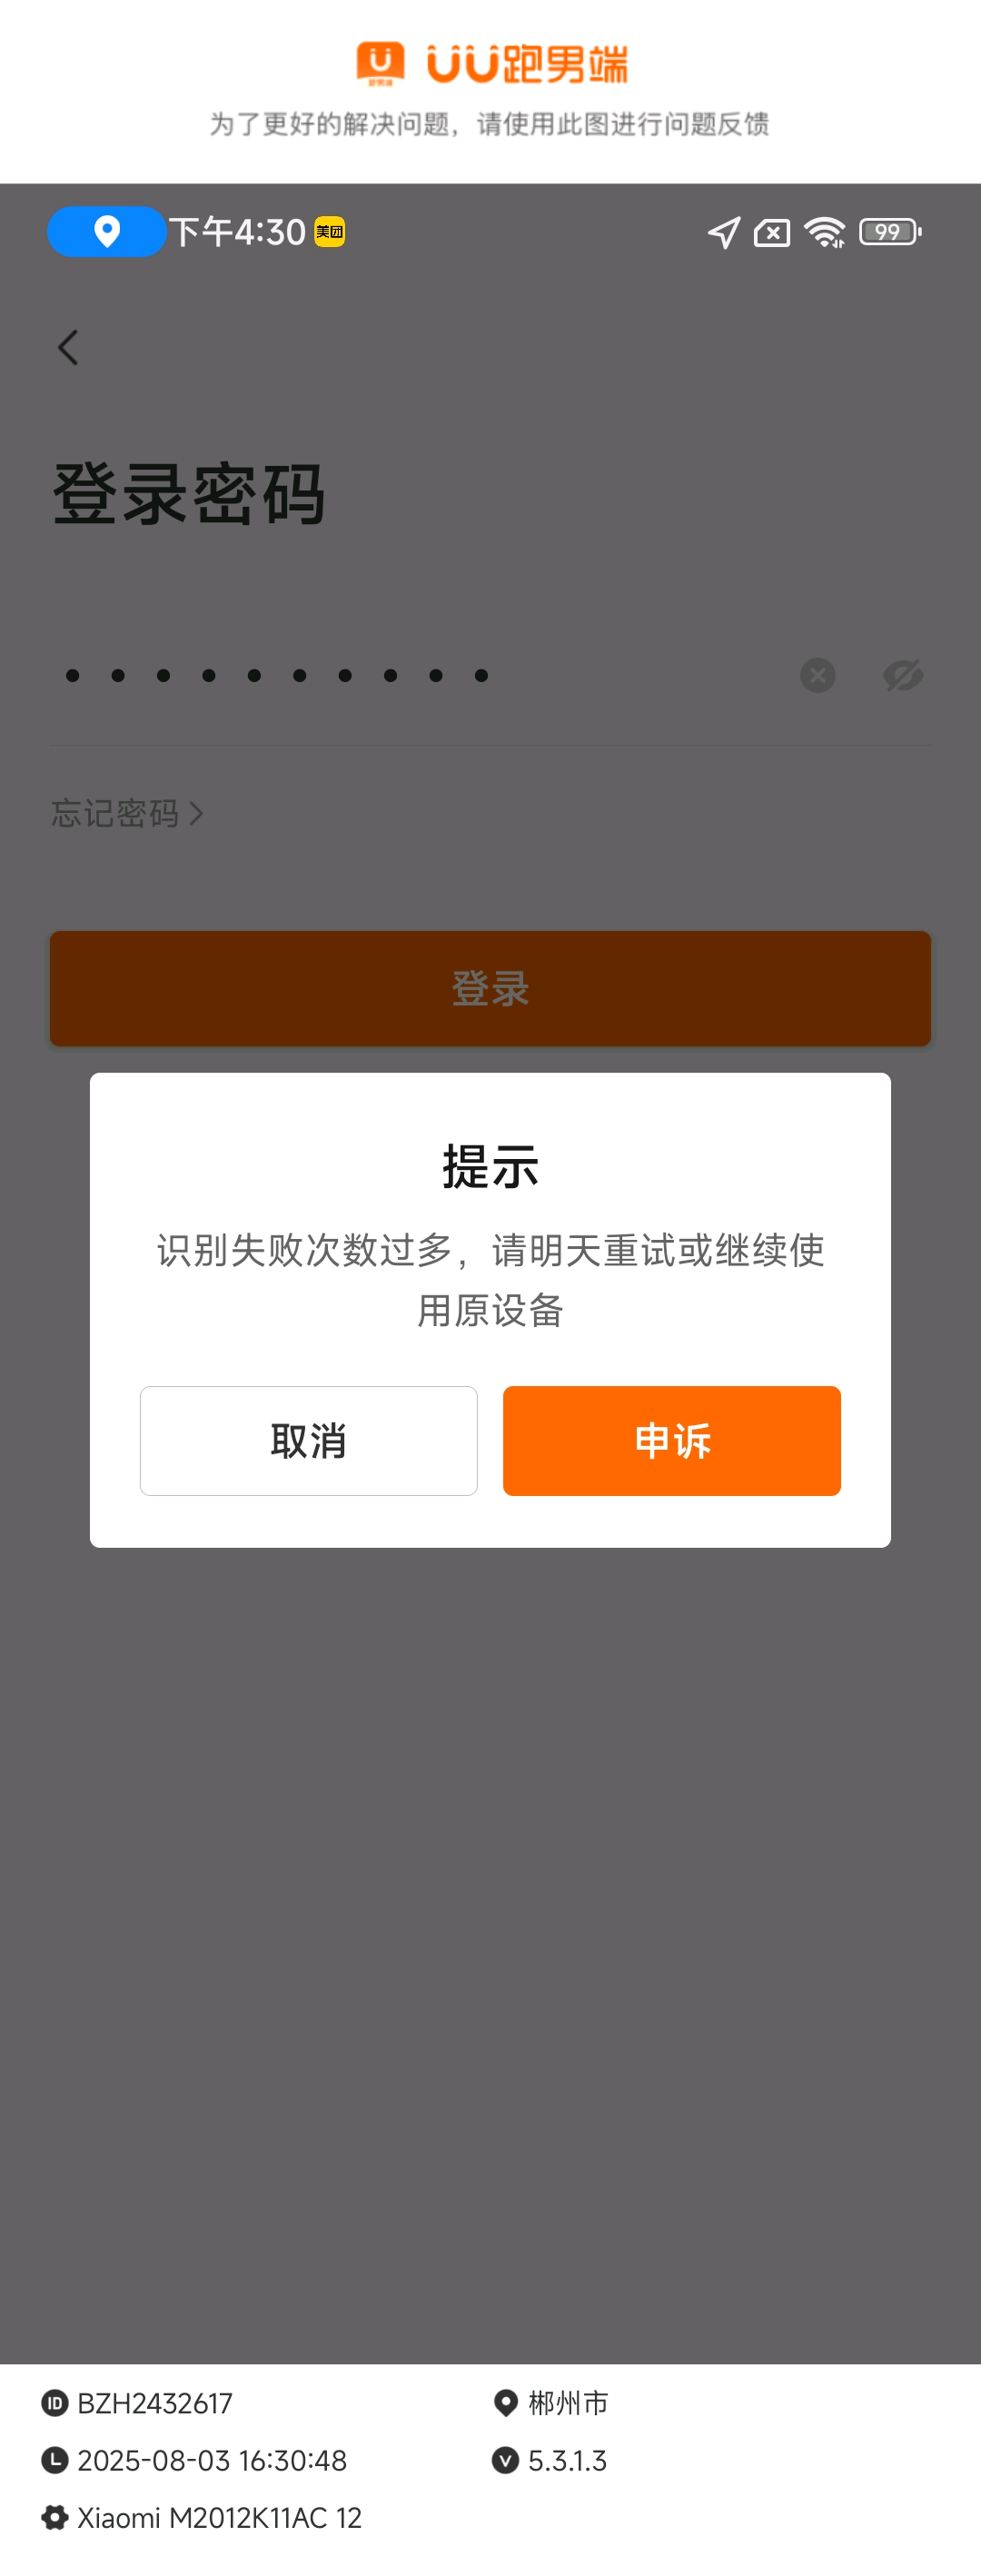 UU跑男端
为了更好的解决问题，请使用此图进行问题反馈
下午4:30 美团 99
登录密码
忘记密码
登录
提示
识别失败次数过多，请明天重试或继续使
用原设备
取消 申诉
ID BZH2432617 郴州市
2025-08-03 16:30:48 V 5.3.1.3
Xiaomi M2012K11AC 12